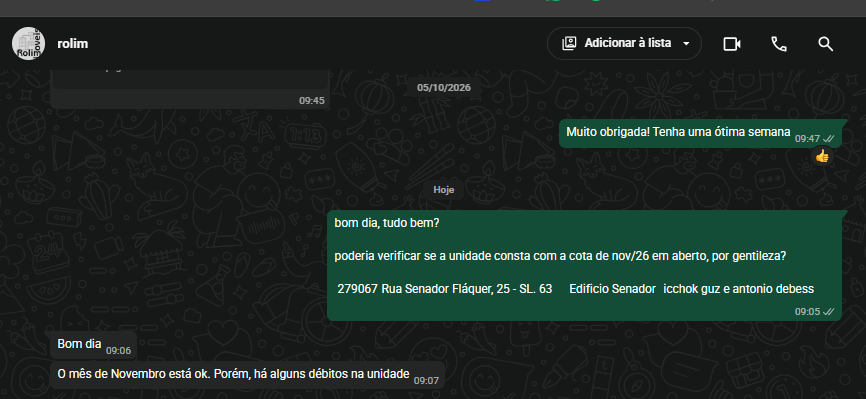 rolim
Adicionar à lista
09:45
05/10/2026
Muito obrigada! Tenha uma ótima semana 09:47
Hoje
bom dia, tudo bem?
poderia verificar se a unidade consta com a cota de nov/26 em aberto, por gentileza?
279067 Rua Senador Fláquer, 25 - SL. 63 Edificio Senador icchok guz e antonio debess
09:05
Bom dia 09:06
O mês de Novembro está ok. Porém, há alguns débitos na unidade 09:07